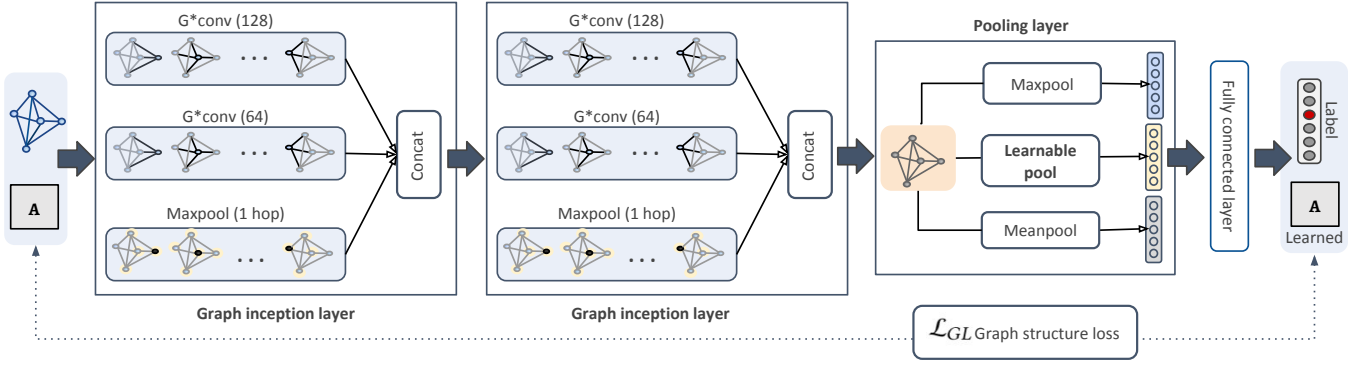 G*conv (128)
G*conv (64)
Maxpool (1 hop)
Concat
Graph inception layer
A
G*conv (128)
G*conv (64)
Maxpool (1 hop)
Concat
Graph inception layer
Pooling layer
Maxpool
Learnable
pool
Meanpool
Fully connected layer
Label
A
Learned
ℒGL Graph structure loss